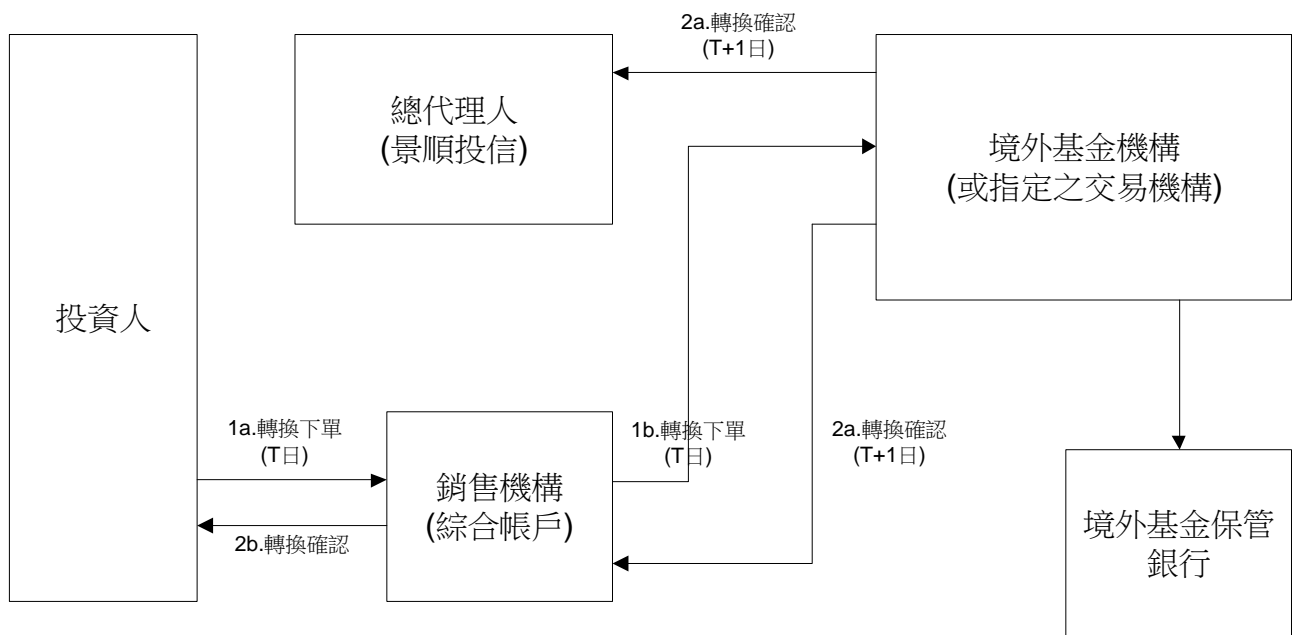 2a.轉換確認
(T+1日)
總代理人
(景順投信)
境外基金機構
(或指定之交易機構)
投資人
1a.轉換下單
(T日)
1b.轉換下單
(T日)
2a.轉換確認
(T+1日)
銷售機構
(綜合帳戶)
2b.轉換確認
境外基金保管
銀行